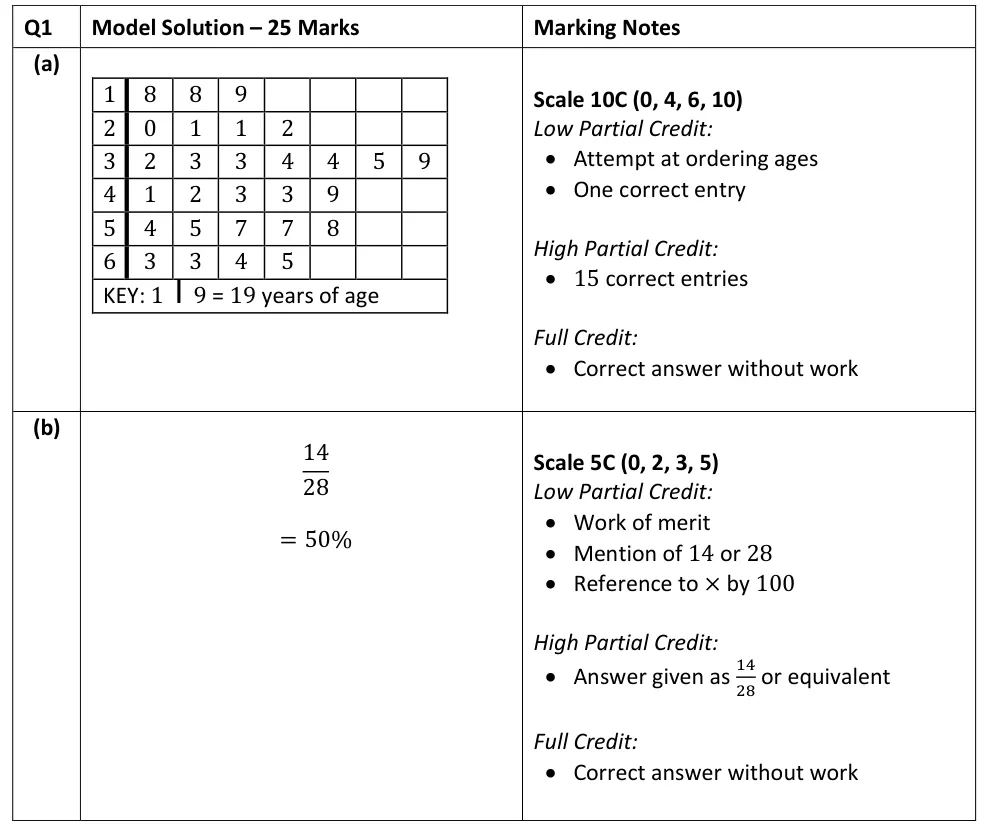 Q1 Model Solution – 25 Marks Marking Notes
(a)
1 8 8 9
2 0 1 1 2
3 2 3 3 4 4 5 9
4 1 2 3 3 9
5 4 5 7 7 8
6 3 3 4 5
KEY: 1 | 9 = 19 years of age
Scale 10C (0, 4, 6, 10)
Low Partial Credit:
• Attempt at ordering ages
• One correct entry
High Partial Credit:
• 15 correct entries
Full Credit:
• Correct answer without work
(b)
14
28
= 50%
Scale 5C (0, 2, 3, 5)
Low Partial Credit:
• Work of merit
• Mention of 14 or 28
• Reference to × by 100
High Partial Credit:
• Answer given as 14/28 or equivalent
Full Credit:
• Correct answer without work